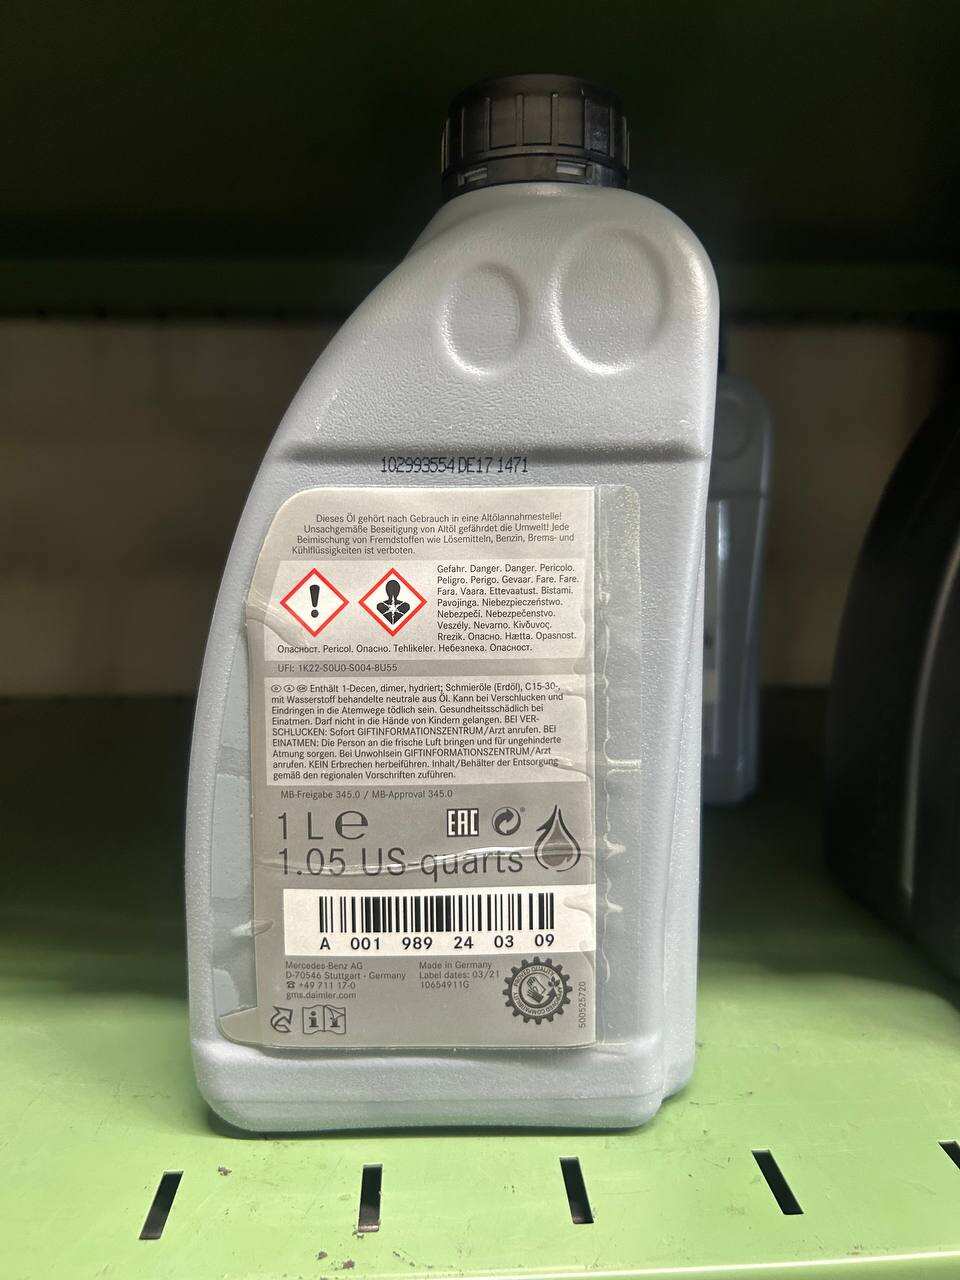 102993554 DE17 1471
Dieses Öl gehört nach Gebrauch in eine Altölannahmestelle!
Unsachgemäße Beseitigung von Altöl gefährdet die Umwelt! Jede
Beimischung von Fremdstoffen wie Lösemitteln, Benzin, Brems- und
Kühlflüssigkeiten ist verboten.
Gefahr. Danger. Danger. Pericolo.
Peligro. Perigo. Gevaar. Fare. Fare.
Fara. Vaara. Ettevaatust. Bīstami.
Pavojinga. Niebezpieczeństwo.
Nebezpečí. Nebezpečenstvo.
Veszély. Nevarno. Κίνδυνος.
Rrezik. Опасно. Hætta. Opasnost.
Опасност. Pericol. Опасно. Tehlikeler. Небезпека. Опасност.
UFI: 1K22-S0U0-S004-8U55
D A CH Enthält 1-Decen, dimer, hydriert; Schmieröle (Erdöl), C15-30-,
mit Wasserstoff behandelte neutrale aus Öl. Kann bei Verschlucken und
Eindringen in die Atemwege tödlich sein. Gesundheitsschädlich bei
Einatmen. Darf nicht in die Hände von Kindern gelangen. BEI VER-
SCHLUCKEN: Sofort GIFTINFORMATIONSZENTRUM/Arzt anrufen. BEI
EINATMEN: Die Person an die frische Luft bringen und für ungehinderte
Atmung sorgen. Bei Unwohlsein GIFTINFORMATIONSZENTRUM/Arzt
anrufen. KEIN Erbrechen herbeiführen. Inhalt/Behälter der Entsorgung
gemäß den regionalen Vorschriften zuführen.
MB-Freigabe 345.0 / MB-Approval 345.0
1 L ℮ EAC
1.05 US-quarts
A 001 989 24 03 09
Mercedes-Benz AG
D-70546 Stuttgart · Germany
☎ +49 711 17-0
gms.daimler.com
Made in Germany
Label dates: 03/21
10654911G
500525720